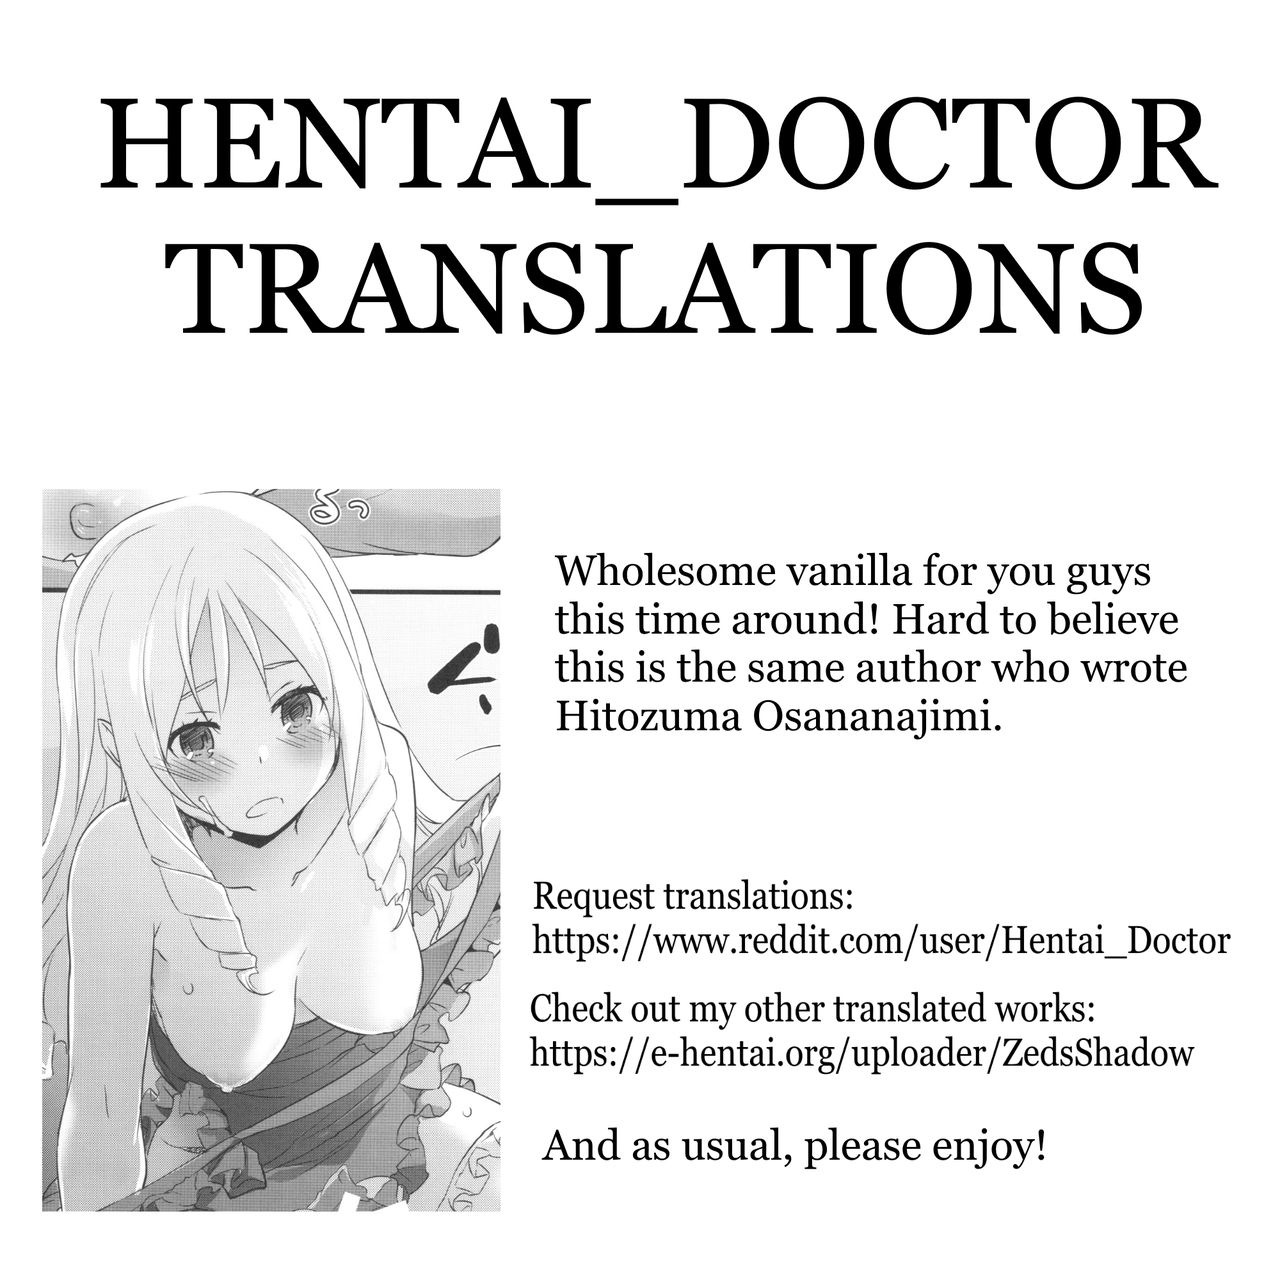 HENTAI_DOCTOR
TRANSLATIONS
Wholesome vanilla for you guys
this time around! Hard to believe
this is the same author who wrote
Hitozuma Osananajimi.
Request translations:
https://www.reddit.com/user/Hentai_Doctor
Check out my other translated works:
https://e-hentai.org/uploader/ZedsShadow
And as usual, please enjoy!